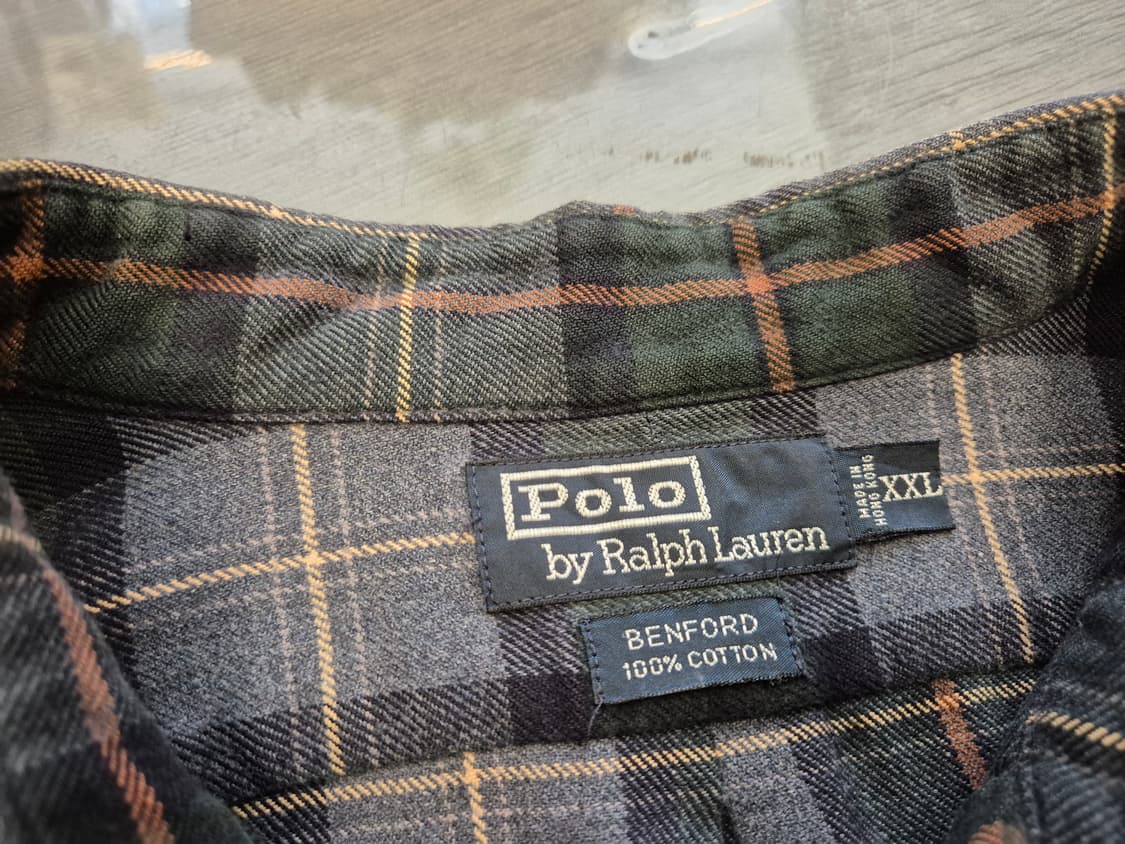 Polo
by Ralph Lauren
MADE IN
HONG KONG
XXL
BENFORD
100% COTTON